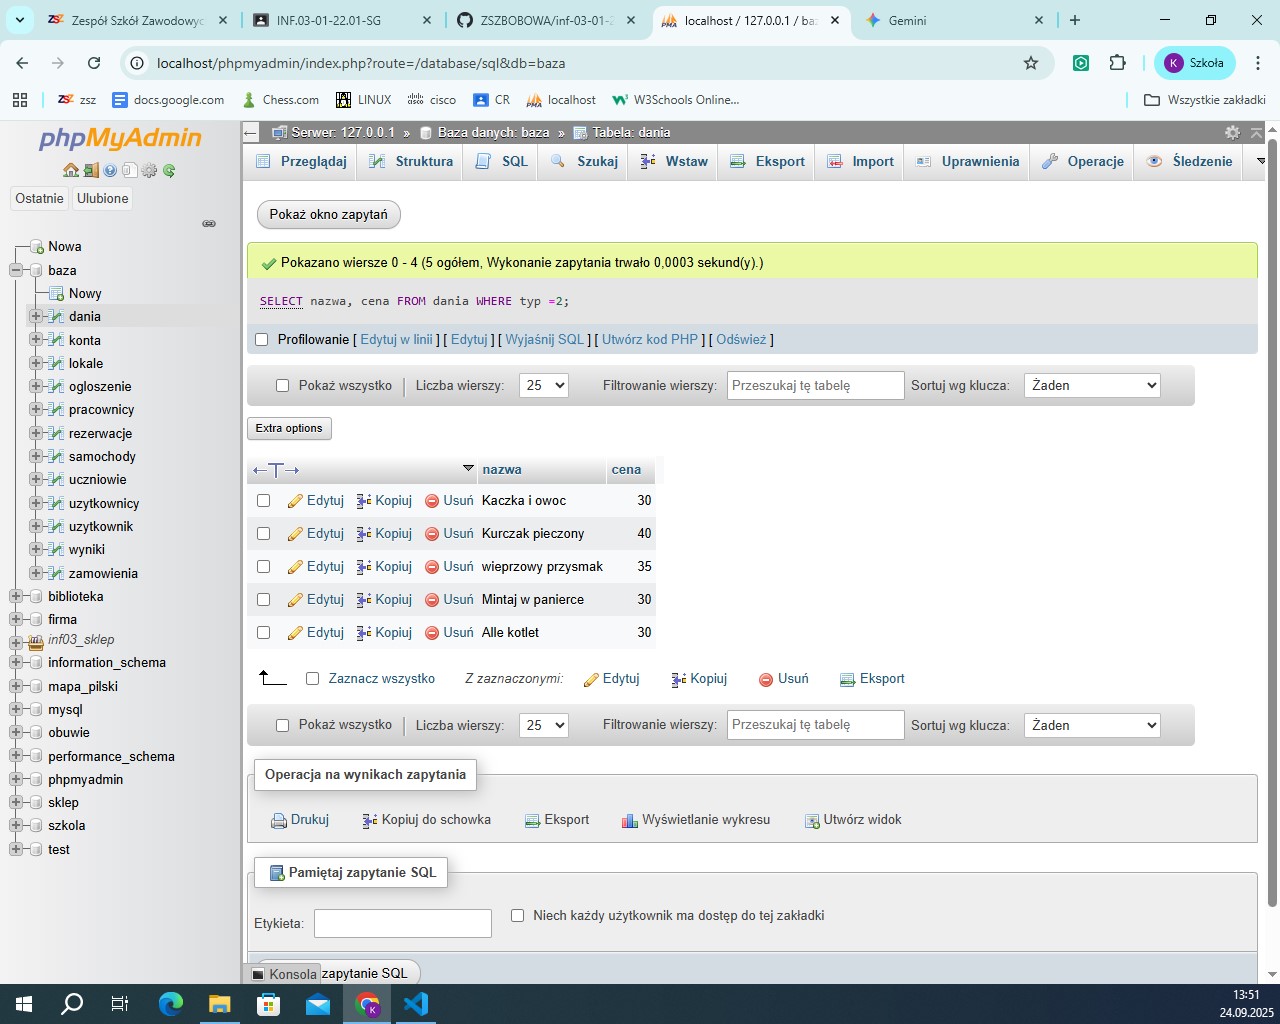 Zespół Szkół Zawodowyc
INF.03-01-22.01-SG
ZSZBOBOWA/inf-03-01-2
localhost / 127.0.0.1 / baz
Gemini
localhost/phpmyadmin/index.php?route=/database/sql&db=baza
K Szkoła
zsz
docs.google.com
Chess.com
LINUX
cisco
CR
localhost
W3Schools Online...
Wszystkie zakładki
phpMyAdmin
Ostatnie
Ulubione
Nowa
baza
Nowy
dania
konta
lokale
ogloszenie
pracownicy
rezerwacje
samochody
uczniowie
uzytkownicy
uzytkownik
wyniki
zamowienia
biblioteka
firma
inf03_sklep
information_schema
mapa_pilski
mysql
obuwie
performance_schema
phpmyadmin
sklep
szkola
test
Serwer: 127.0.0.1 » Baza danych: baza » Tabela: dania
Przeglądaj Struktura SQL Szukaj Wstaw Eksport Import Uprawnienia Operacje Śledzenie
Pokaż okno zapytań
Pokazano wiersze 0 - 4 (5 ogółem, Wykonanie zapytania trwało 0,0003 sekund(y).)
SELECT nazwa, cena FROM dania WHERE typ =2;
Profilowanie [ Edytuj w linii ] [ Edytuj ] [ Wyjaśnij SQL ] [ Utwórz kod PHP ] [ Odśwież ]
Pokaż wszystko Liczba wierszy: 25 Filtrowanie wierszy: Przeszukaj tę tabelę Sortuj wg klucza: Żaden
Extra options
nazwa cena
Edytuj Kopiuj Usuń Kaczka i owoc 30
Edytuj Kopiuj Usuń Kurczak pieczony 40
Edytuj Kopiuj Usuń wieprzowy przysmak 35
Edytuj Kopiuj Usuń Mintaj w panierce 30
Edytuj Kopiuj Usuń Alle kotlet 30
Zaznacz wszystko Z zaznaczonymi: Edytuj Kopiuj Usuń Eksport
Pokaż wszystko Liczba wierszy: 25 Filtrowanie wierszy: Przeszukaj tę tabelę Sortuj wg klucza: Żaden
Operacja na wynikach zapytania
Drukuj Kopiuj do schowka Eksport Wyświetlanie wykresu Utwórz widok
Pamiętaj zapytanie SQL
Etykieta: Niech każdy użytkownik ma dostęp do tej zakładki
Konsola zapytanie SQL
13:51
24.09.2025